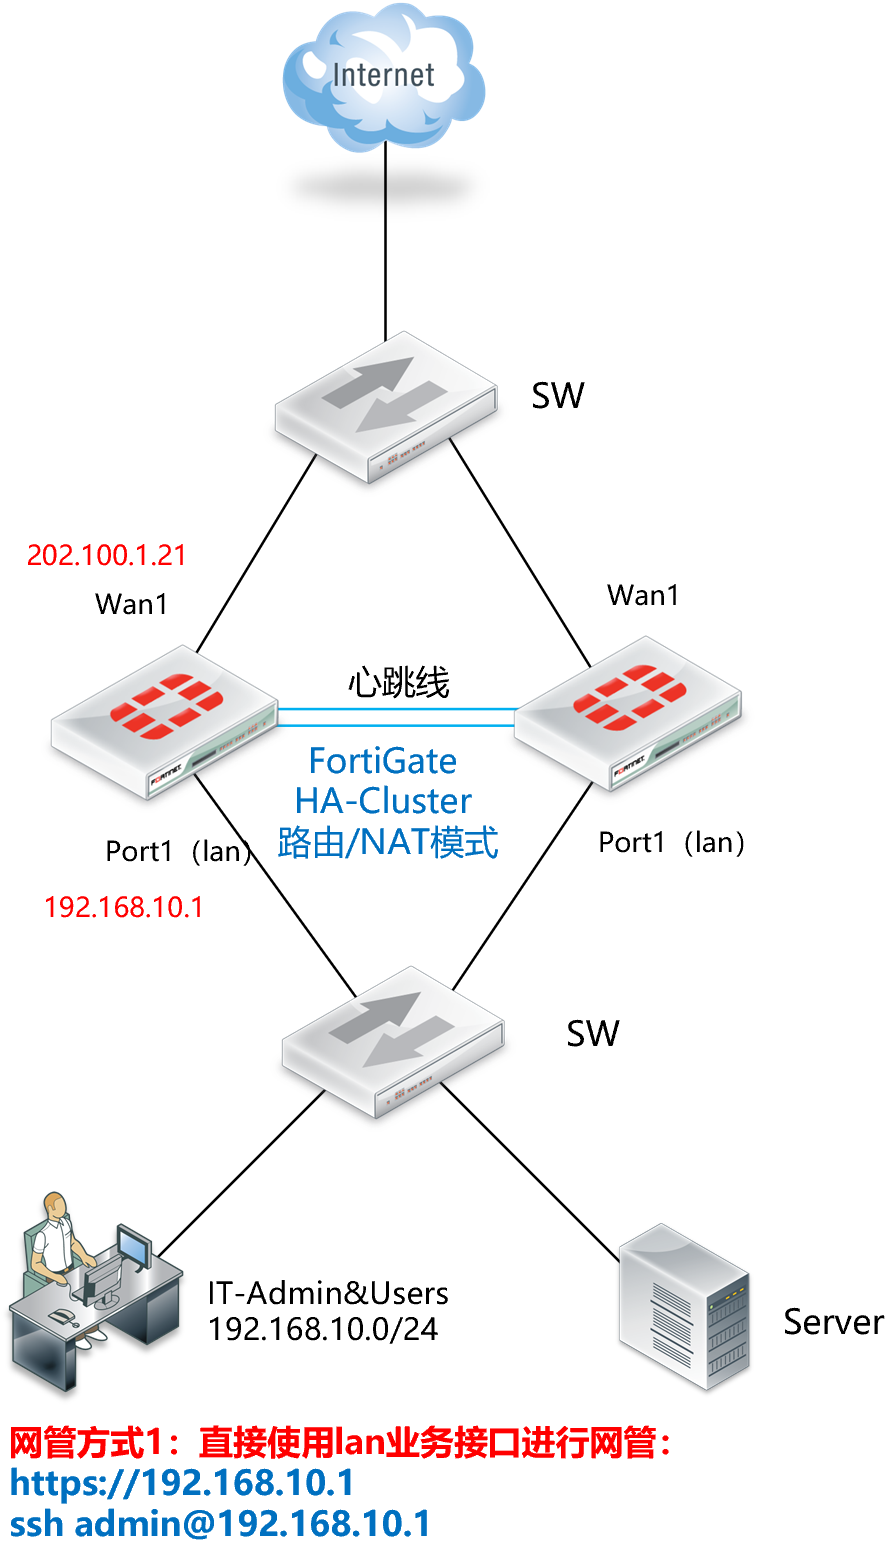 Internet
SW
202.100.1.21
Wan1
Wan1
心跳线
FORTINET
FORTINET
FortiGate
HA-Cluster
路由/NAT模式
Port1（lan）
Port1（lan）
192.168.10.1
SW
IT-Admin&Users
192.168.10.0/24
Server
网管方式1：直接使用lan业务接口进行网管：
https://192.168.10.1
ssh admin@192.168.10.1